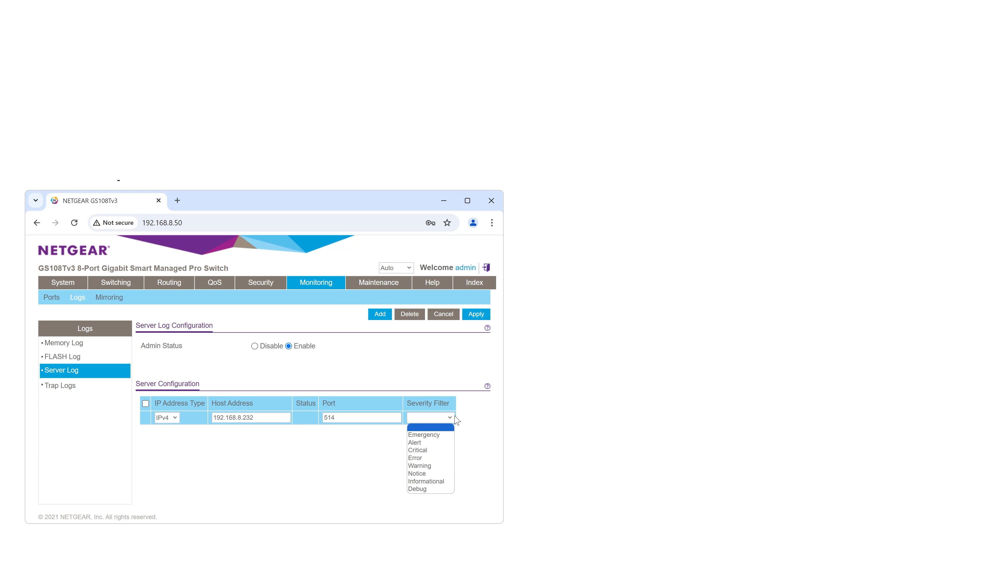 -
NETGEAR GS108Tv3
Not secure 192.168.8.50
NETGEAR®
GS108Tv3 8-Port Gigabit Smart Managed Pro Switch
Auto Welcome admin
System Switching Routing QoS Security Monitoring Maintenance Help Index
Ports Logs Mirroring
Add Delete Cancel Apply
Logs
Memory Log
FLASH Log
Server Log
Trap Logs
Server Log Configuration ?
Admin Status Disable Enable
Server Configuration ?
IP Address Type Host Address Status Port Severity Filter
IPv4 192.168.8.232 514
Emergency
Alert
Critical
Error
Warning
Notice
Informational
Debug
© 2021 NETGEAR, Inc. All rights reserved.